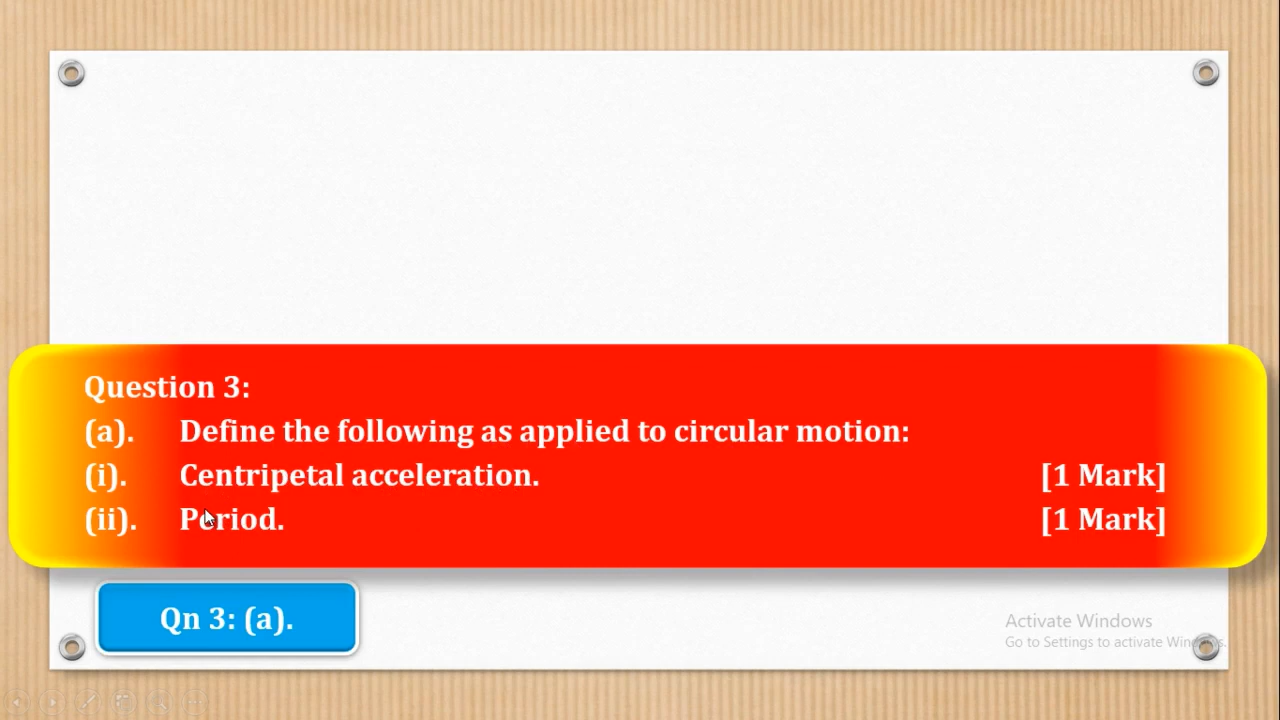 Question 3:
(a). Define the following as applied to circular motion:
(i). Centripetal acceleration. [1 Mark]
(ii). Period. [1 Mark]
Qn 3: (a).
Activate Windows
Go to Settings to activate Windows.